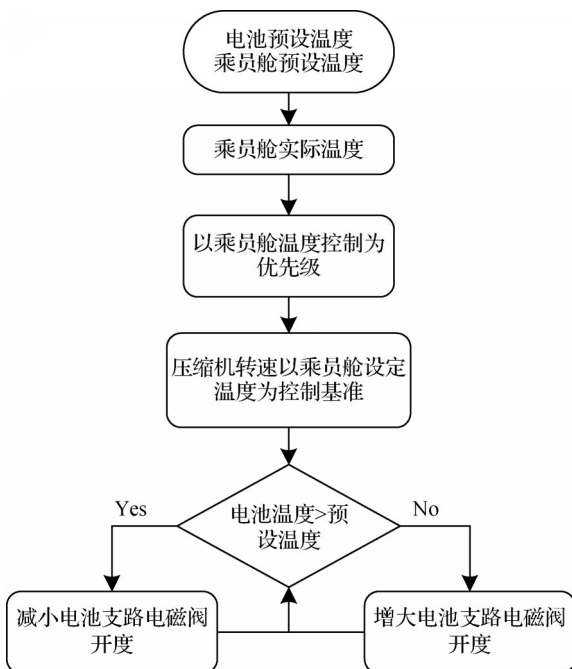 电池预设温度
乘员舱预设温度
乘员舱实际温度
以乘员舱温度控制为
优先级
压缩机转速以乘员舱设定
温度为控制基准
Yes
电池温度>预
设温度
No
减小电池支路电磁阀
开度
增大电池支路电磁阀
开度